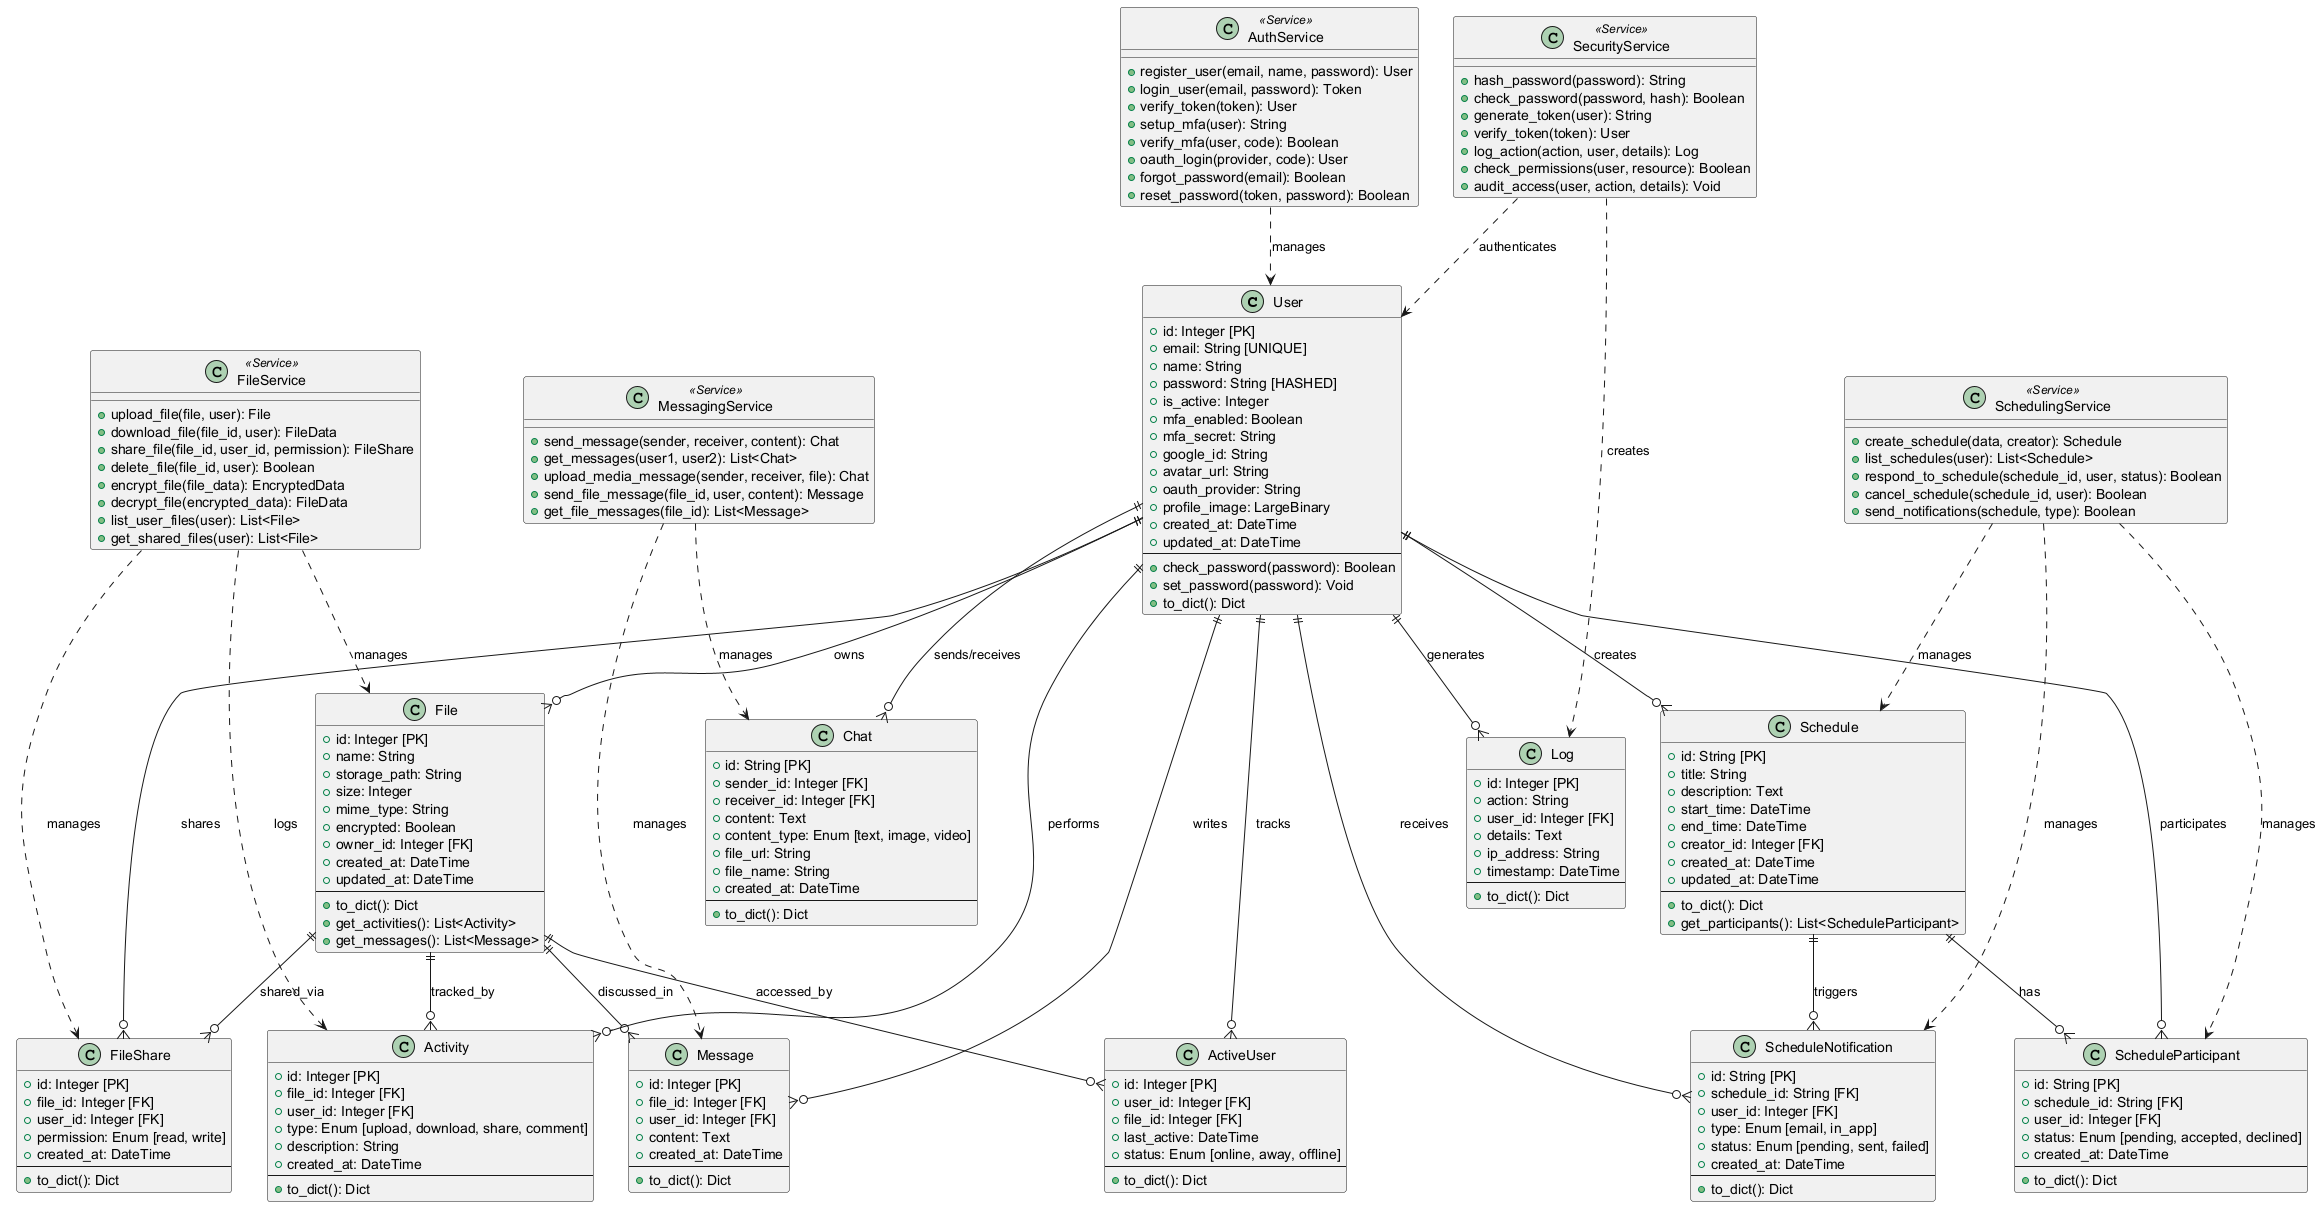 «Service»
AuthService
register_user(email, name, password): User
login_user(email, password): Token
verify_token(token): User
setup_mfa(user): String
verify_mfa(user, code): Boolean
oauth_login(provider, code): User
forgot_password(email): Boolean
reset_password(token, password): Boolean
«Service»
SecurityService
hash_password(password): String
check_password(password, hash): Boolean
generate_token(user): String
verify_token(token): User
log_action(action, user, details): Log
check_permissions(user, resource): Boolean
audit_access(user, action, details): Void
manages
authenticates
creates
User
id: Integer [PK]
email: String [UNIQUE]
name: String
password: String [HASHED]
is_active: Integer
mfa_enabled: Boolean
mfa_secret: String
google_id: String
avatar_url: String
oauth_provider: String
profile_image: LargeBinary
created_at: DateTime
updated_at: DateTime
check_password(password): Boolean
set_password(password): Void
to_dict(): Dict
«Service»
FileService
upload_file(file, user): File
download_file(file_id, user): FileData
share_file(file_id, user_id, permission): FileShare
delete_file(file_id, user): Boolean
encrypt_file(file_data): EncryptedData
decrypt_file(encrypted_data): FileData
list_user_files(user): List<File>
get_shared_files(user): List<File>
«Service»
MessagingService
send_message(sender, receiver, content): Chat
get_messages(user1, user2): List<Chat>
upload_media_message(sender, receiver, file): Chat
send_file_message(file_id, user, content): Message
get_file_messages(file_id): List<Message>
«Service»
SchedulingService
create_schedule(data, creator): Schedule
list_schedules(user): List<Schedule>
respond_to_schedule(schedule_id, user, status): Boolean
cancel_schedule(schedule_id, user): Boolean
send_notifications(schedule, type): Boolean
manages
manages
owns
sends/receives
generates
creates
manages
File
id: Integer [PK]
name: String
storage_path: String
size: Integer
mime_type: String
encrypted: Boolean
owner_id: Integer [FK]
created_at: DateTime
updated_at: DateTime
to_dict(): Dict
get_activities(): List<Activity>
get_messages(): List<Message>
Chat
id: String [PK]
sender_id: Integer [FK]
receiver_id: Integer [FK]
content: Text
content_type: Enum [text, image, video]
file_url: String
file_name: String
created_at: DateTime
to_dict(): Dict
Log
id: Integer [PK]
action: String
user_id: Integer [FK]
details: Text
ip_address: String
timestamp: DateTime
to_dict(): Dict
Schedule
id: String [PK]
title: String
description: Text
start_time: DateTime
end_time: DateTime
creator_id: Integer [FK]
created_at: DateTime
updated_at: DateTime
to_dict(): Dict
get_participants(): List<ScheduleParticipant>
manages
shares
logs
manages
performs
writes
tracks
receives
manages
participates
manages
shared_via
tracked_by
discussed_in
accessed_by
triggers
has
FileShare
id: Integer [PK]
file_id: Integer [FK]
user_id: Integer [FK]
permission: Enum [read, write]
created_at: DateTime
to_dict(): Dict
Activity
id: Integer [PK]
file_id: Integer [FK]
user_id: Integer [FK]
type: Enum [upload, download, share, comment]
description: String
created_at: DateTime
to_dict(): Dict
Message
id: Integer [PK]
file_id: Integer [FK]
user_id: Integer [FK]
content: Text
created_at: DateTime
to_dict(): Dict
ActiveUser
id: Integer [PK]
user_id: Integer [FK]
file_id: Integer [FK]
last_active: DateTime
status: Enum [online, away, offline]
to_dict(): Dict
ScheduleNotification
id: String [PK]
schedule_id: String [FK]
user_id: Integer [FK]
type: Enum [email, in_app]
status: Enum [pending, sent, failed]
created_at: DateTime
to_dict(): Dict
ScheduleParticipant
id: String [PK]
schedule_id: String [FK]
user_id: Integer [FK]
status: Enum [pending, accepted, declined]
created_at: DateTime
to_dict(): Dict